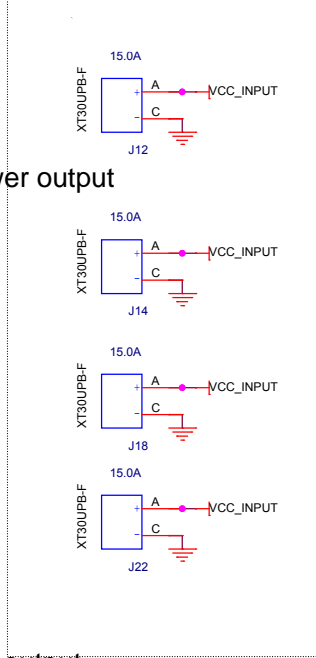 15.0A
XT30UPB-F
+
A
VCC_INPUT
-
C
J12
ver output
15.0A
XT30UPB-F
+
A
VCC_INPUT
-
C
J14
15.0A
XT30UPB-F
+
A
VCC_INPUT
-
C
J18
15.0A
XT30UPB-F
+
A
VCC_INPUT
-
C
J22